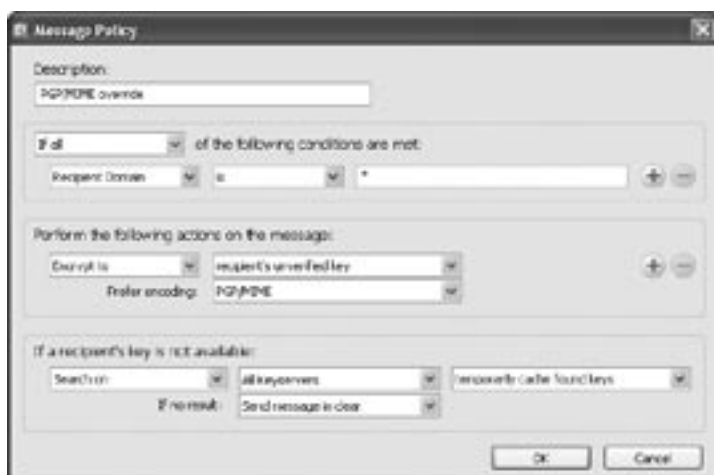 Message Policy
Description:
PGP/MIME override
If all of the following conditions are met:
Recipient Domain is *
Perform the following actions on the message:
Encrypt to recipient's unverified key
Prefer encoding: PGP/MIME
If a recipient's key is not available:
Search on All keyservers temporarily cache found keys
If no result: Send message in clear
OK Cancel